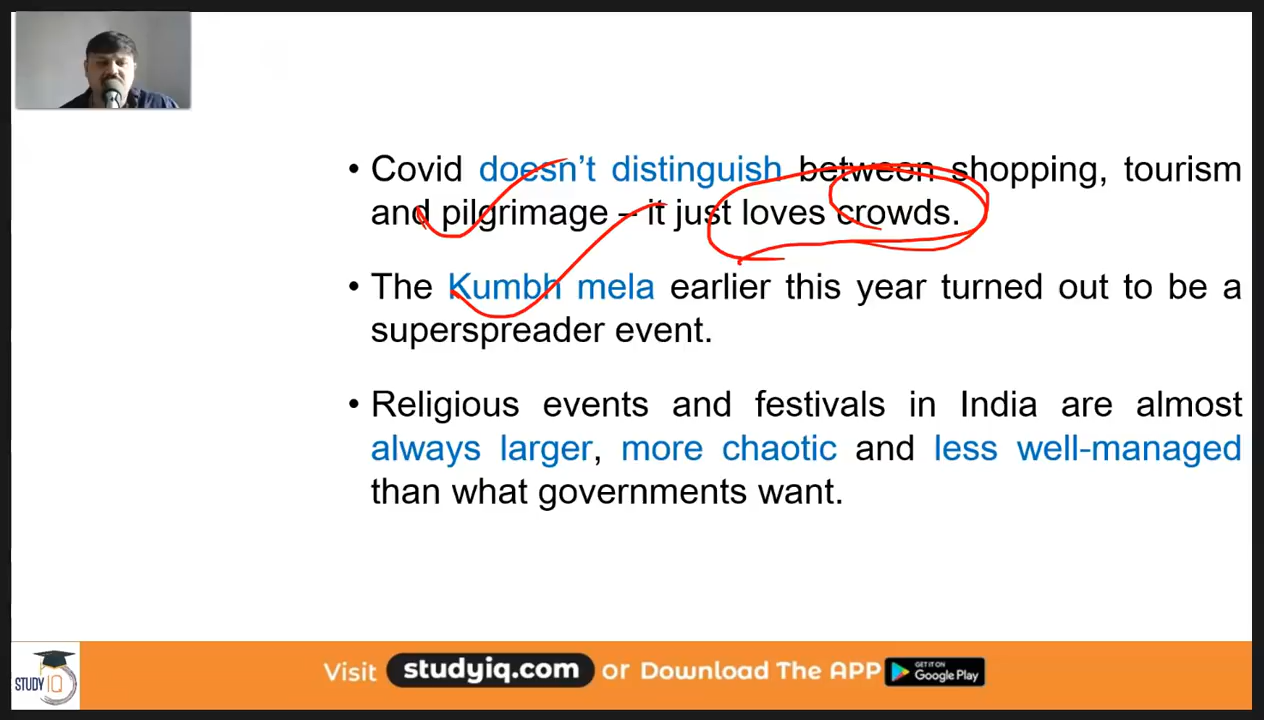 • Covid doesn’t distinguish between shopping, tourism
and pilgrimage – it just loves crowds.
• The Kumbh mela earlier this year turned out to be a
superspreader event.
• Religious events and festivals in India are almost
always larger, more chaotic and less well-managed
than what governments want.
STUDY IQ
Visit studyiq.com or Download The APP GET IT ON Google Play